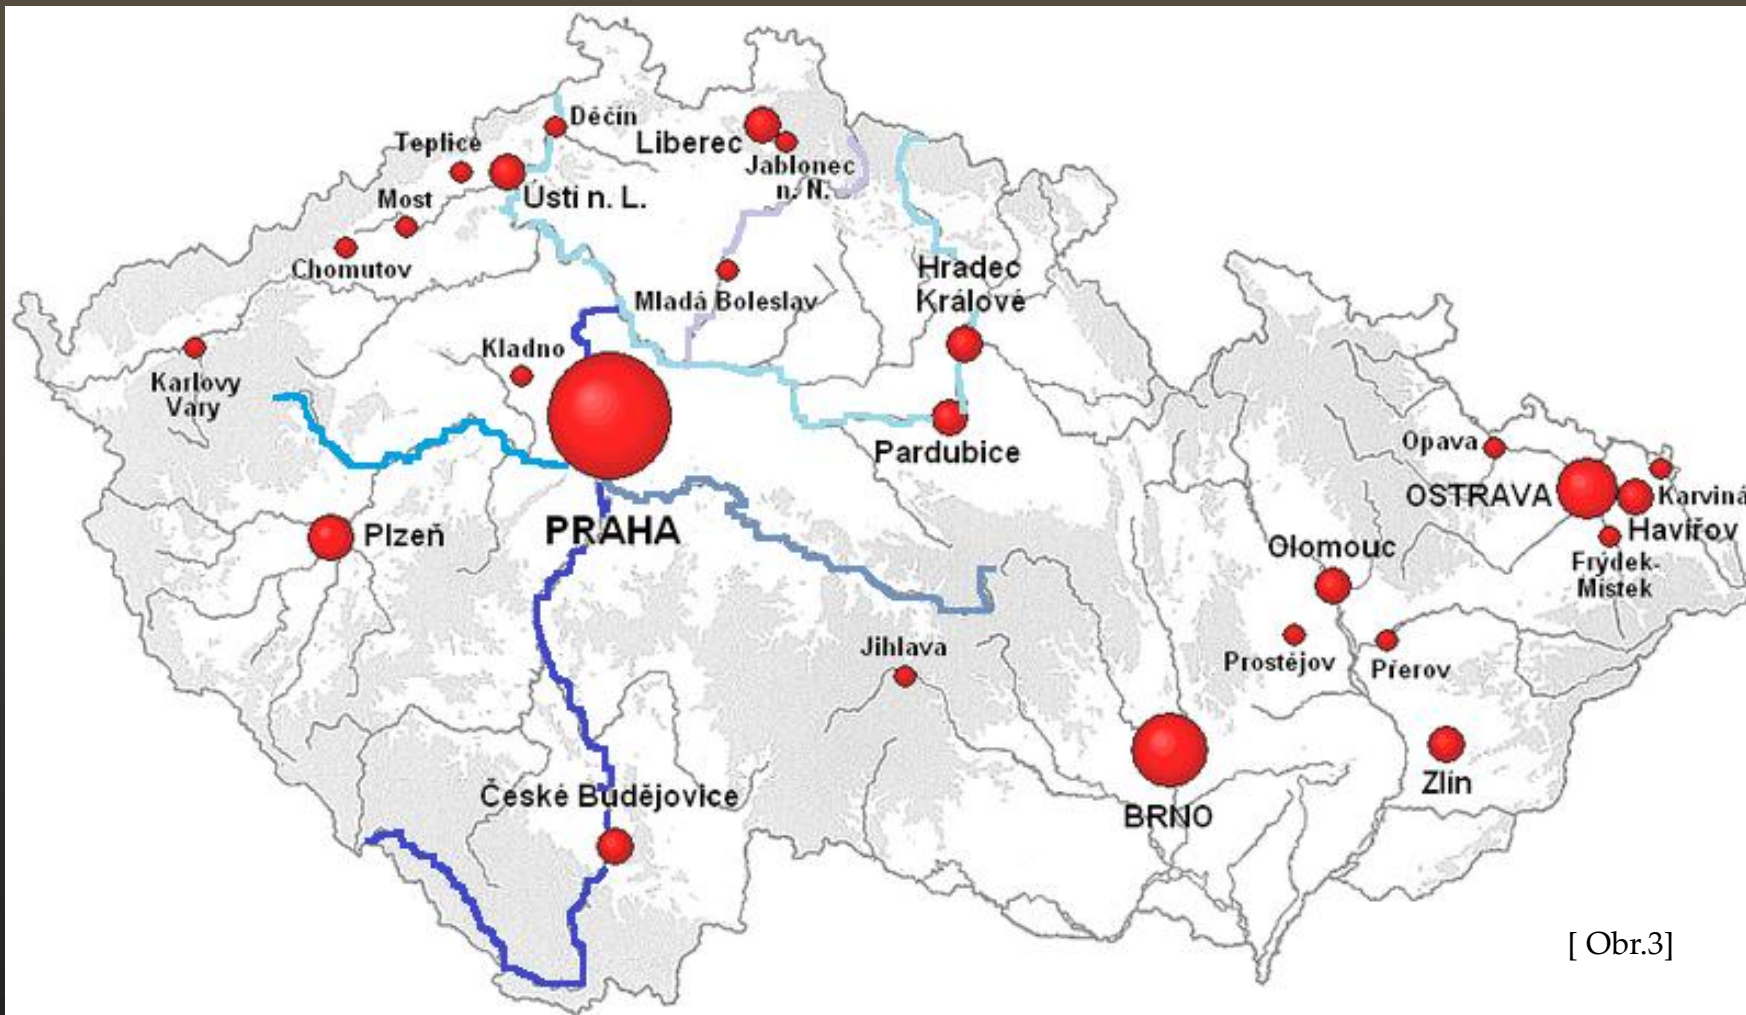 Děčín
Teplice
Liberec
Jablonec
n. N.
Ústí n. L.
Most
Chomutov
Mladá Boleslav
Hradec
Králové
Kladno
Karlovy
Vary
Pardubice
Opava
OSTRAVA
Karviná
Havířov
Frýdek-
Místek
PRAHA
Plzeň
Olomouc
Jihlava
Prostějov
Přerov
České Budějovice
Zlín
BRNO
[ Obr.3]